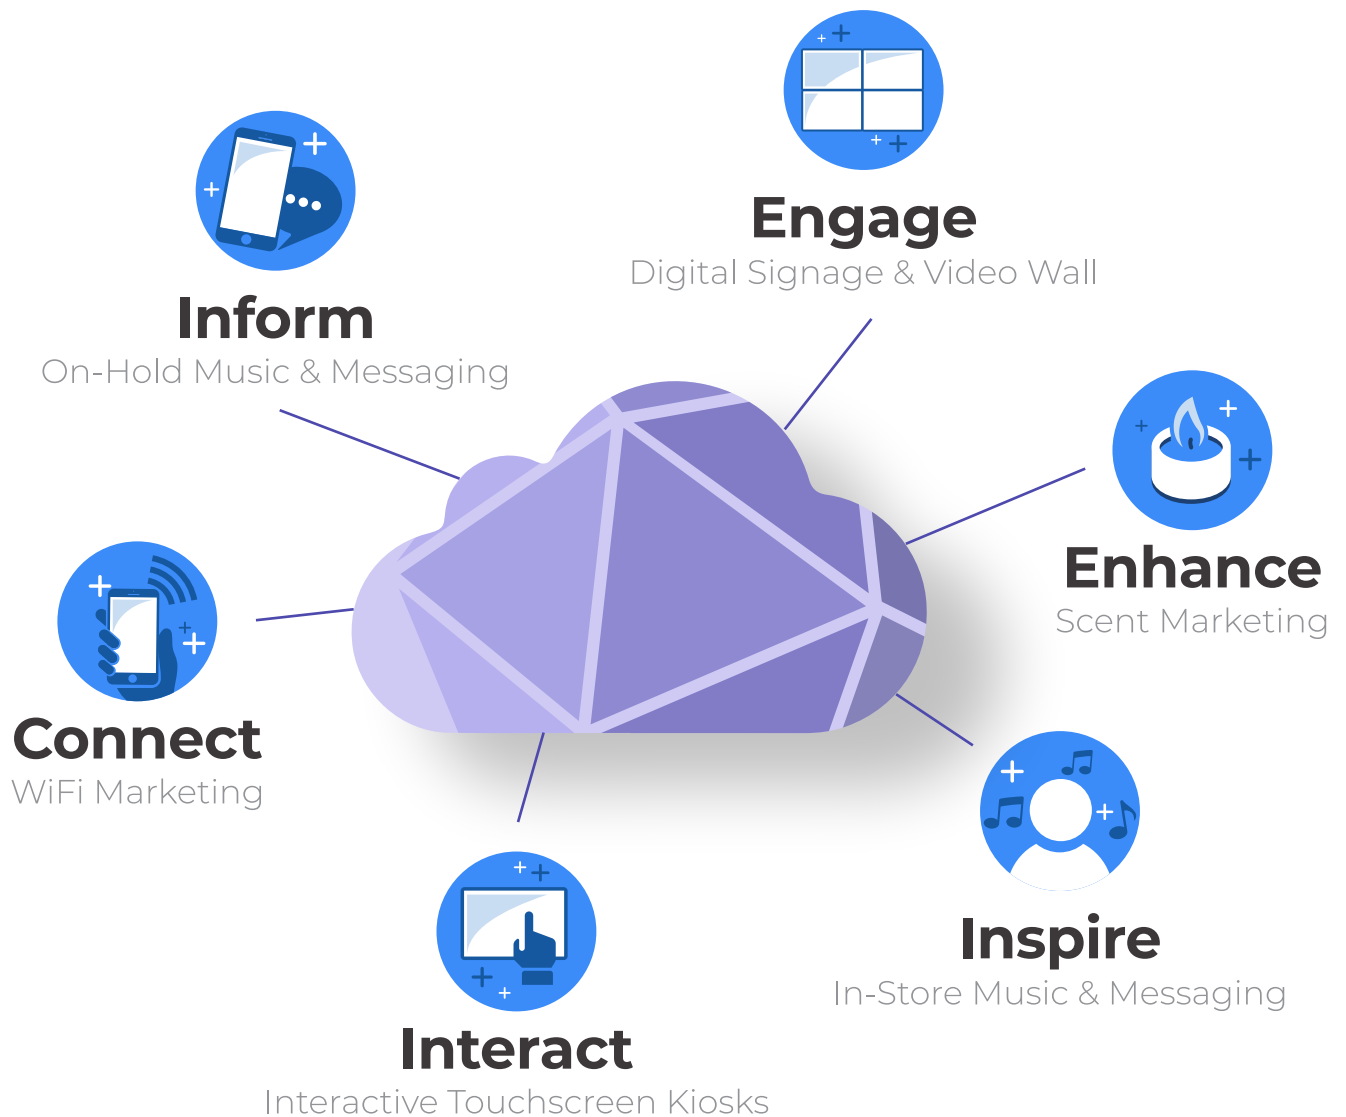 Engage
Digital Signage & Video Wall
Inform
On-Hold Music & Messaging
Enhance
Scent Marketing
Connect
WiFi Marketing
Inspire
In-Store Music & Messaging
Interact
Interactive Touchscreen Kiosks